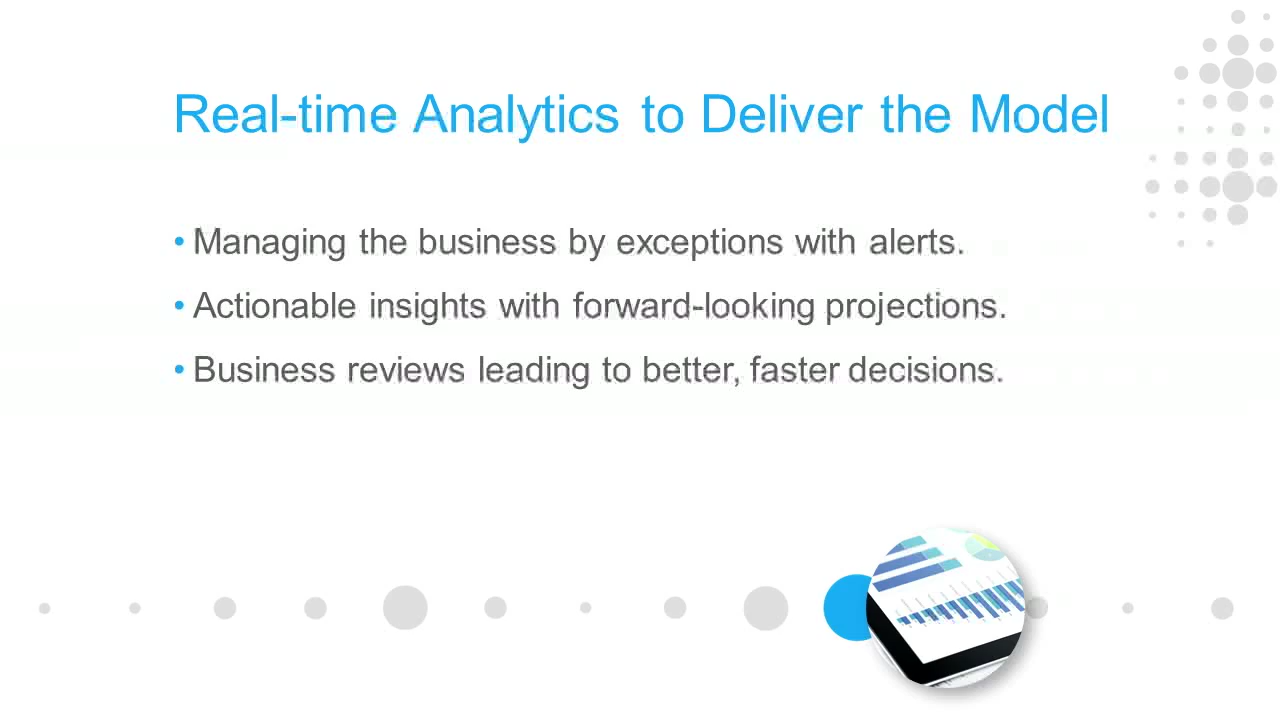 Real-time Analytics to Deliver the Model
• Managing the business by exceptions with alerts.
• Actionable insights with forward-looking projections.
• Business reviews leading to better, faster decisions.